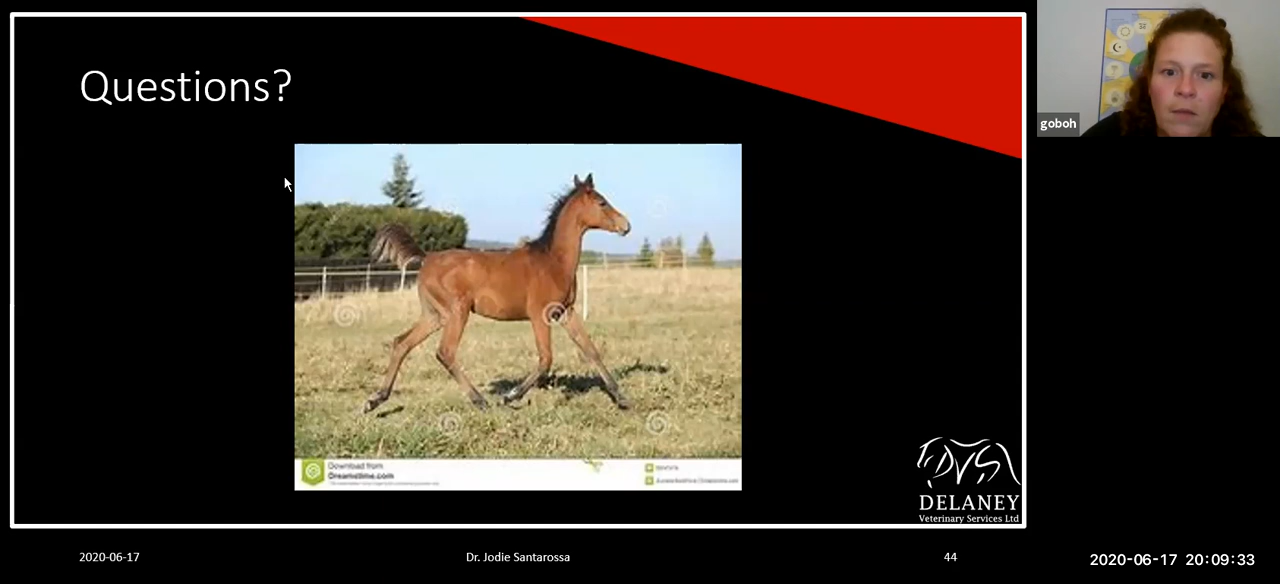 Questions?
goboh
Download from
Dreamstime.com
DELANEY
Veterinary Services Ltd
2020-06-17
Dr. Jodie Santarossa
44
2020-06-17 20:09:33